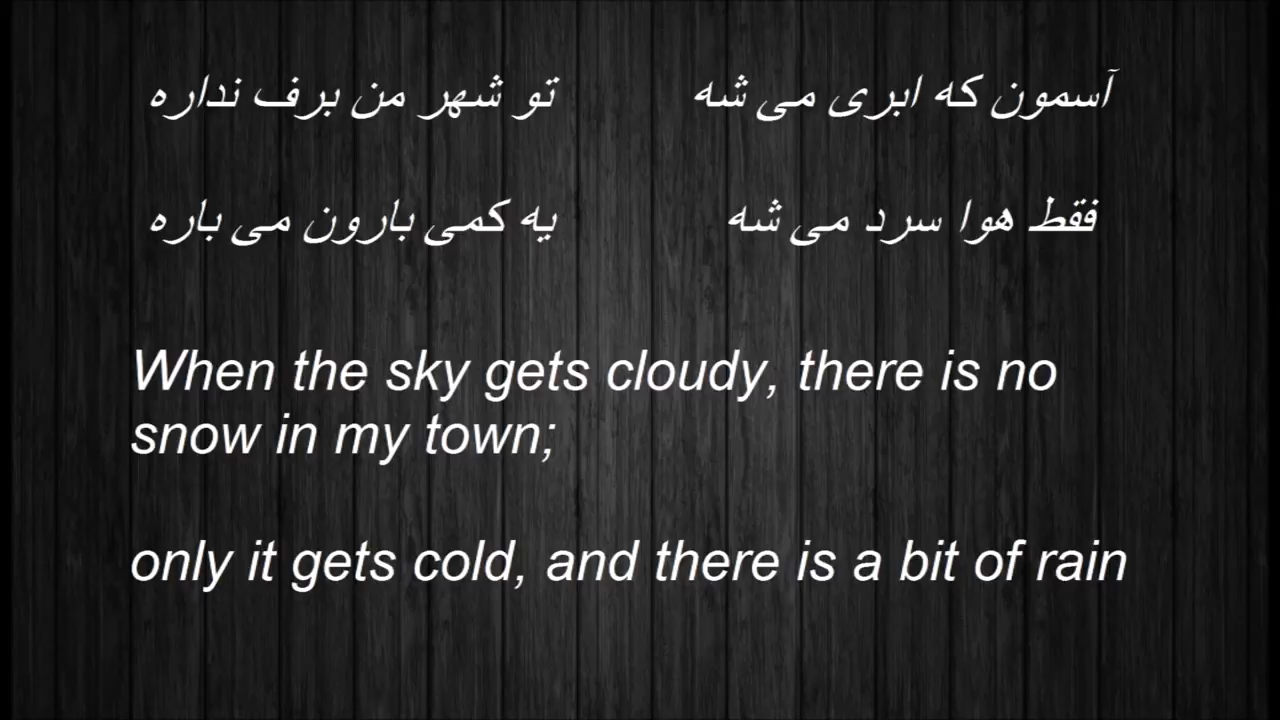 آسمون که ابری می شه تو شهر من برف نداره
فقط هوا سرد می شه یه کمی بارون می باره
When the sky gets cloudy, there is no
snow in my town;
only it gets cold, and there is a bit of rain